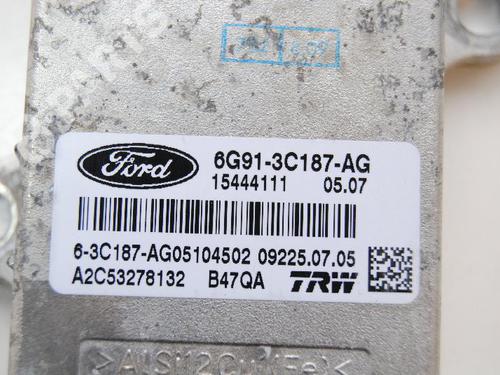 Ford 6G91-3C187-AG
15444111 05.07
6-3C187-AG05104502 09225.07.05
A2C53278132 B47QA TRW